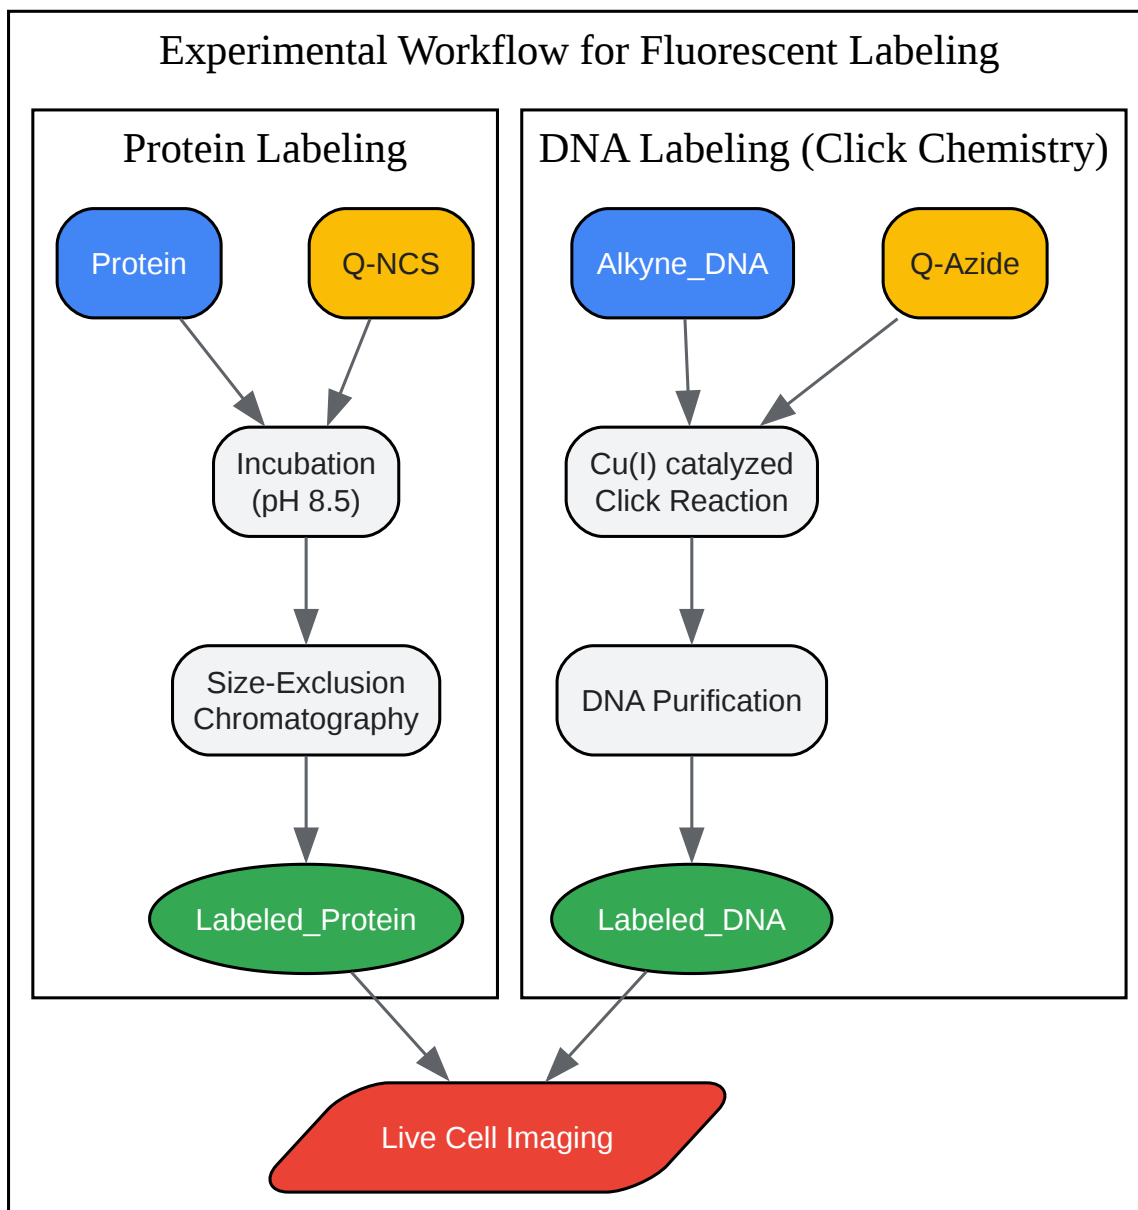 Experimental Workflow for Fluorescent Labeling
Protein Labeling
Protein
Q-NCS
Incubation
(pH 8.5)
Size-Exclusion
Chromatography
Labeled_Protein
DNA Labeling (Click Chemistry)
Alkyne_DNA
Q-Azide
Cu(I) catalyzed
Click Reaction
DNA Purification
Labeled_DNA
Live Cell Imaging